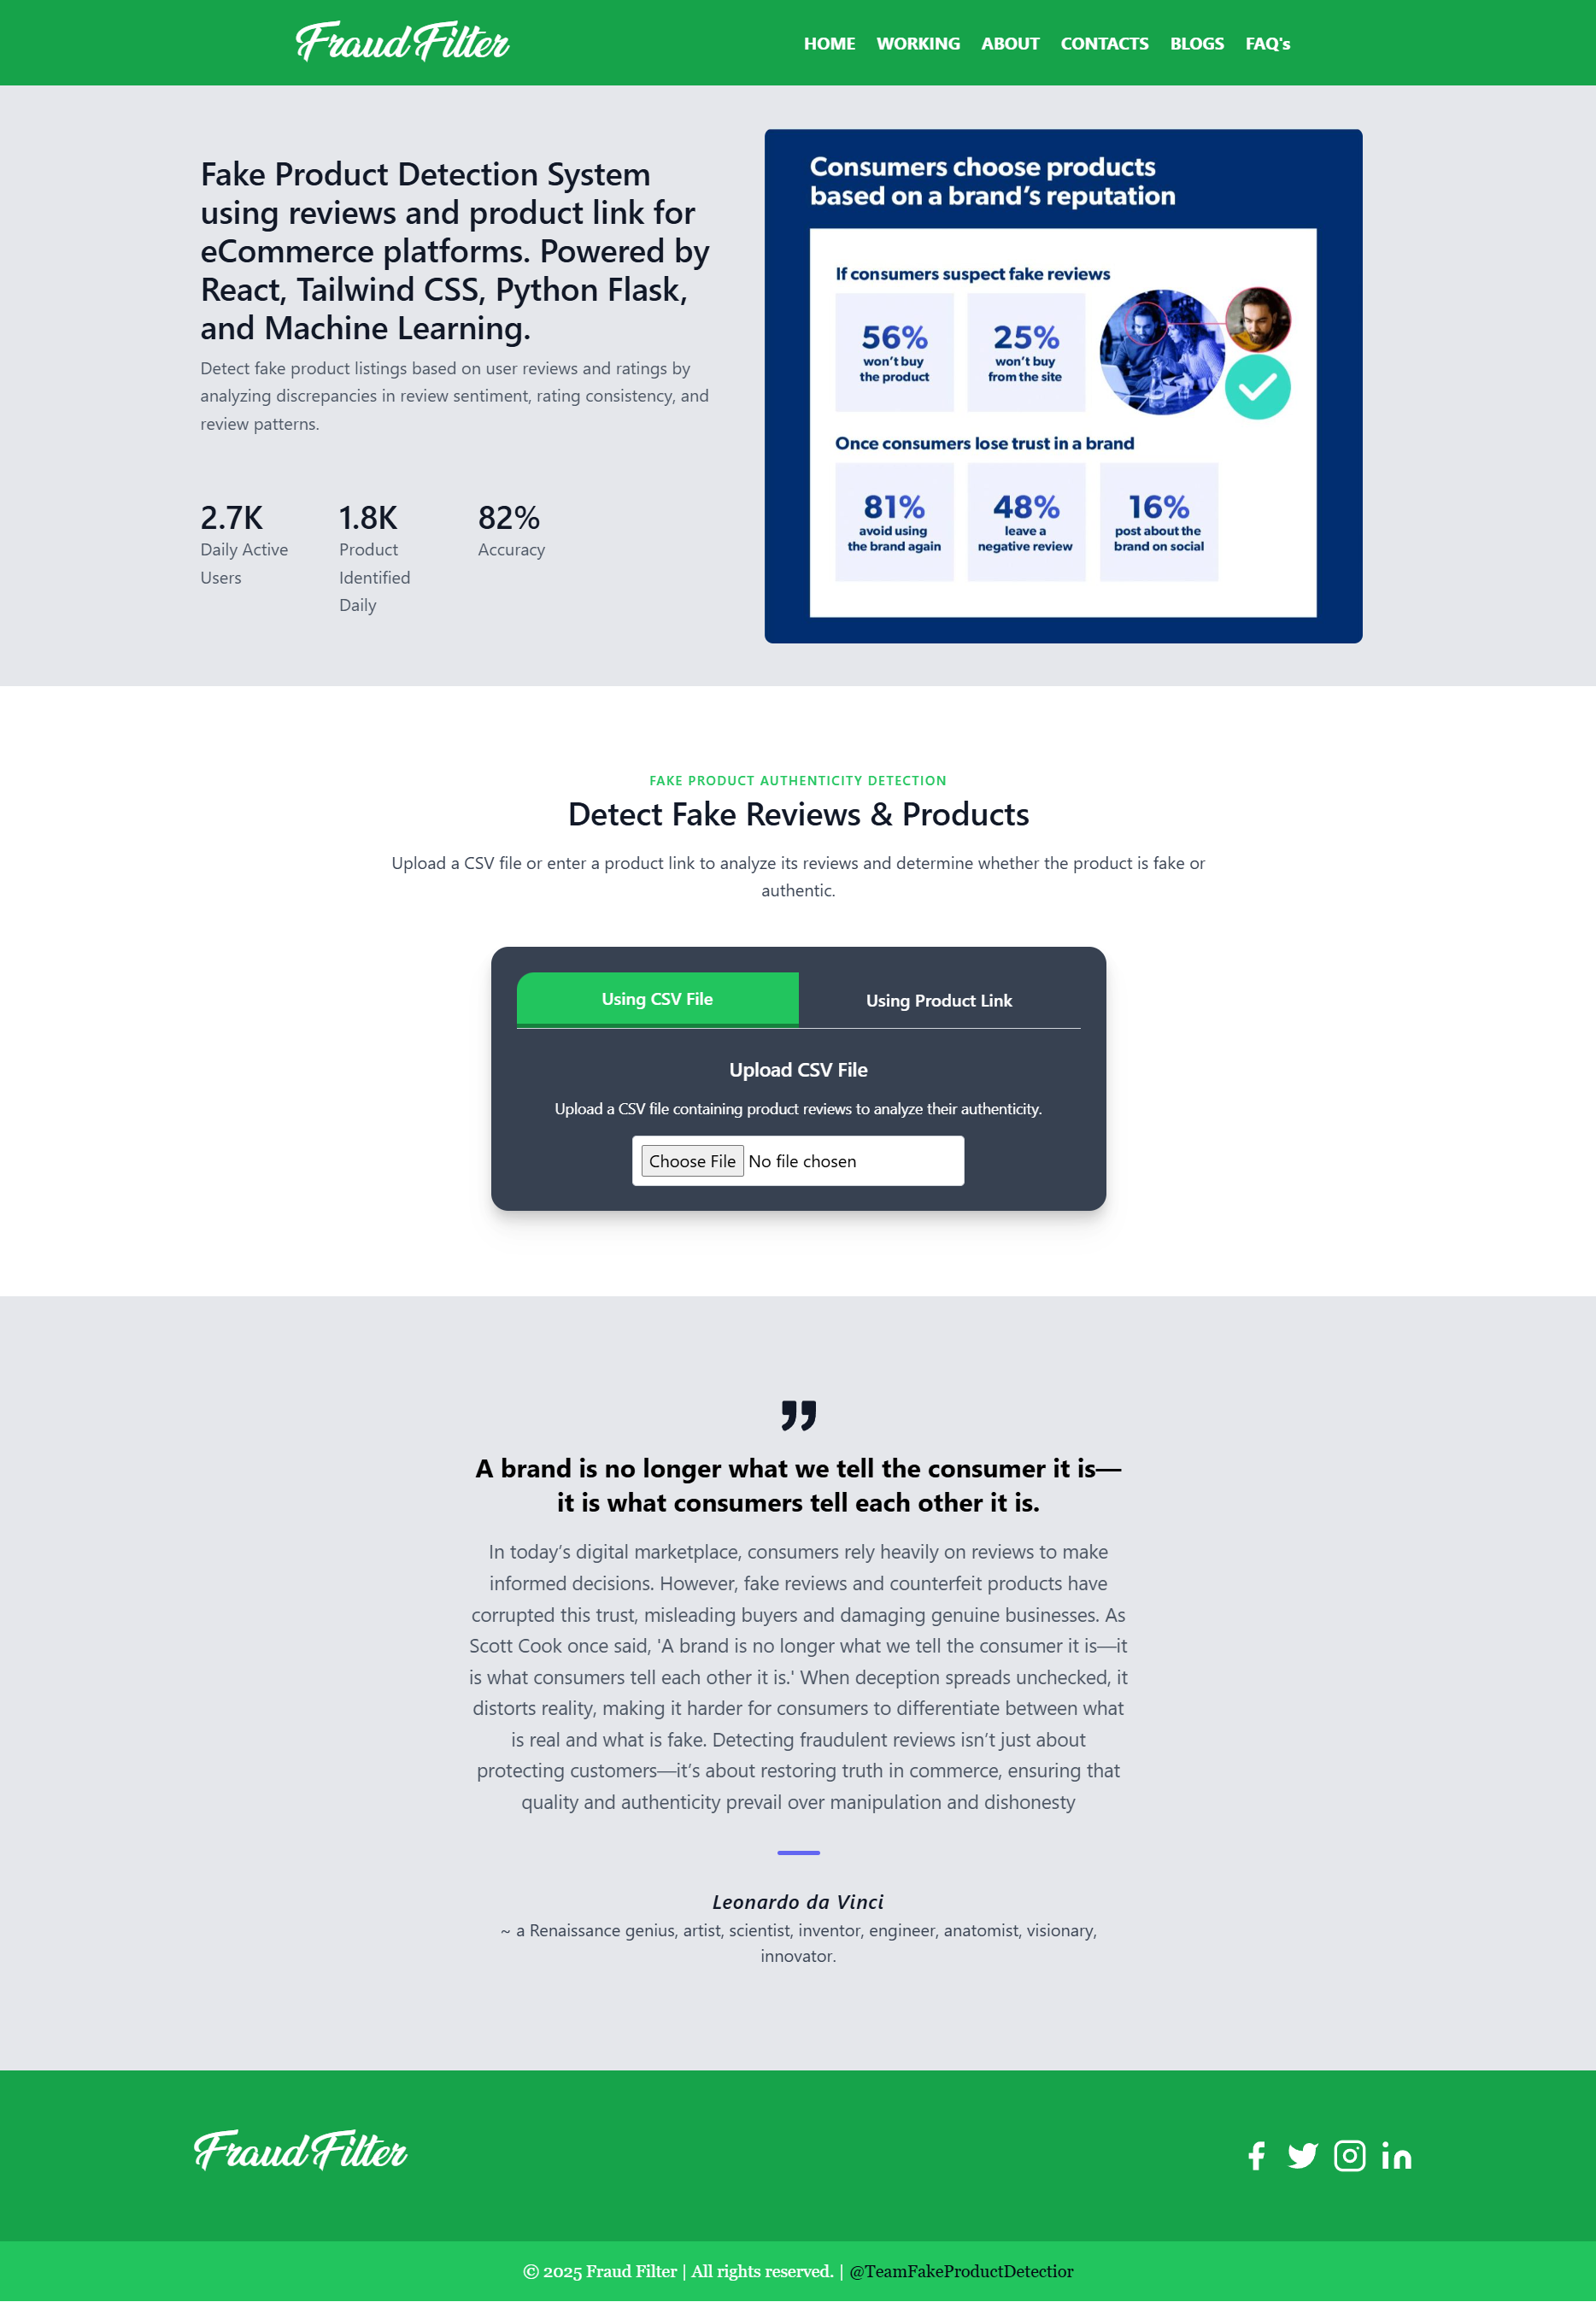 Fraud Filter
HOME WORKING ABOUT CONTACTS BLOGS FAQ's
Fake Product Detection System
using reviews and product link for
eCommerce platforms. Powered by
React, Tailwind CSS, Python Flask,
and Machine Learning.
Detect fake product listings based on user reviews and ratings by
analyzing discrepancies in review sentiment, rating consistency, and
review patterns.
2.7K
Daily Active
Users
1.8K
Product
Identified
Daily
82%
Accuracy
Consumers choose products
based on a brand’s reputation
If consumers suspect fake reviews
56%
won’t buy
the product
25%
won’t buy
from the site
Once consumers lose trust in a brand
81%
avoid using
the brand again
48%
leave a
negative review
16%
post about the
brand on social
FAKE PRODUCT AUTHENTICITY DETECTION
Detect Fake Reviews & Products
Upload a CSV file or enter a product link to analyze its reviews and determine whether the product is fake or
authentic.
Using CSV File
Using Product Link
Upload CSV File
Upload a CSV file containing product reviews to analyze their authenticity.
Choose File No file chosen
A brand is no longer what we tell the consumer it is—
it is what consumers tell each other it is.
In today’s digital marketplace, consumers rely heavily on reviews to make
informed decisions. However, fake reviews and counterfeit products have
corrupted this trust, misleading buyers and damaging genuine businesses. As
Scott Cook once said, 'A brand is no longer what we tell the consumer it is—it
is what consumers tell each other it is.' When deception spreads unchecked, it
distorts reality, making it harder for consumers to differentiate between what
is real and what is fake. Detecting fraudulent reviews isn’t just about
protecting customers—it’s about restoring truth in commerce, ensuring that
quality and authenticity prevail over manipulation and dishonesty
Leonardo da Vinci
~ a Renaissance genius, artist, scientist, inventor, engineer, anatomist, visionary,
innovator.
Fraud Filter
© 2025 Fraud Filter | All rights reserved. | @TeamFakeProductDetectior